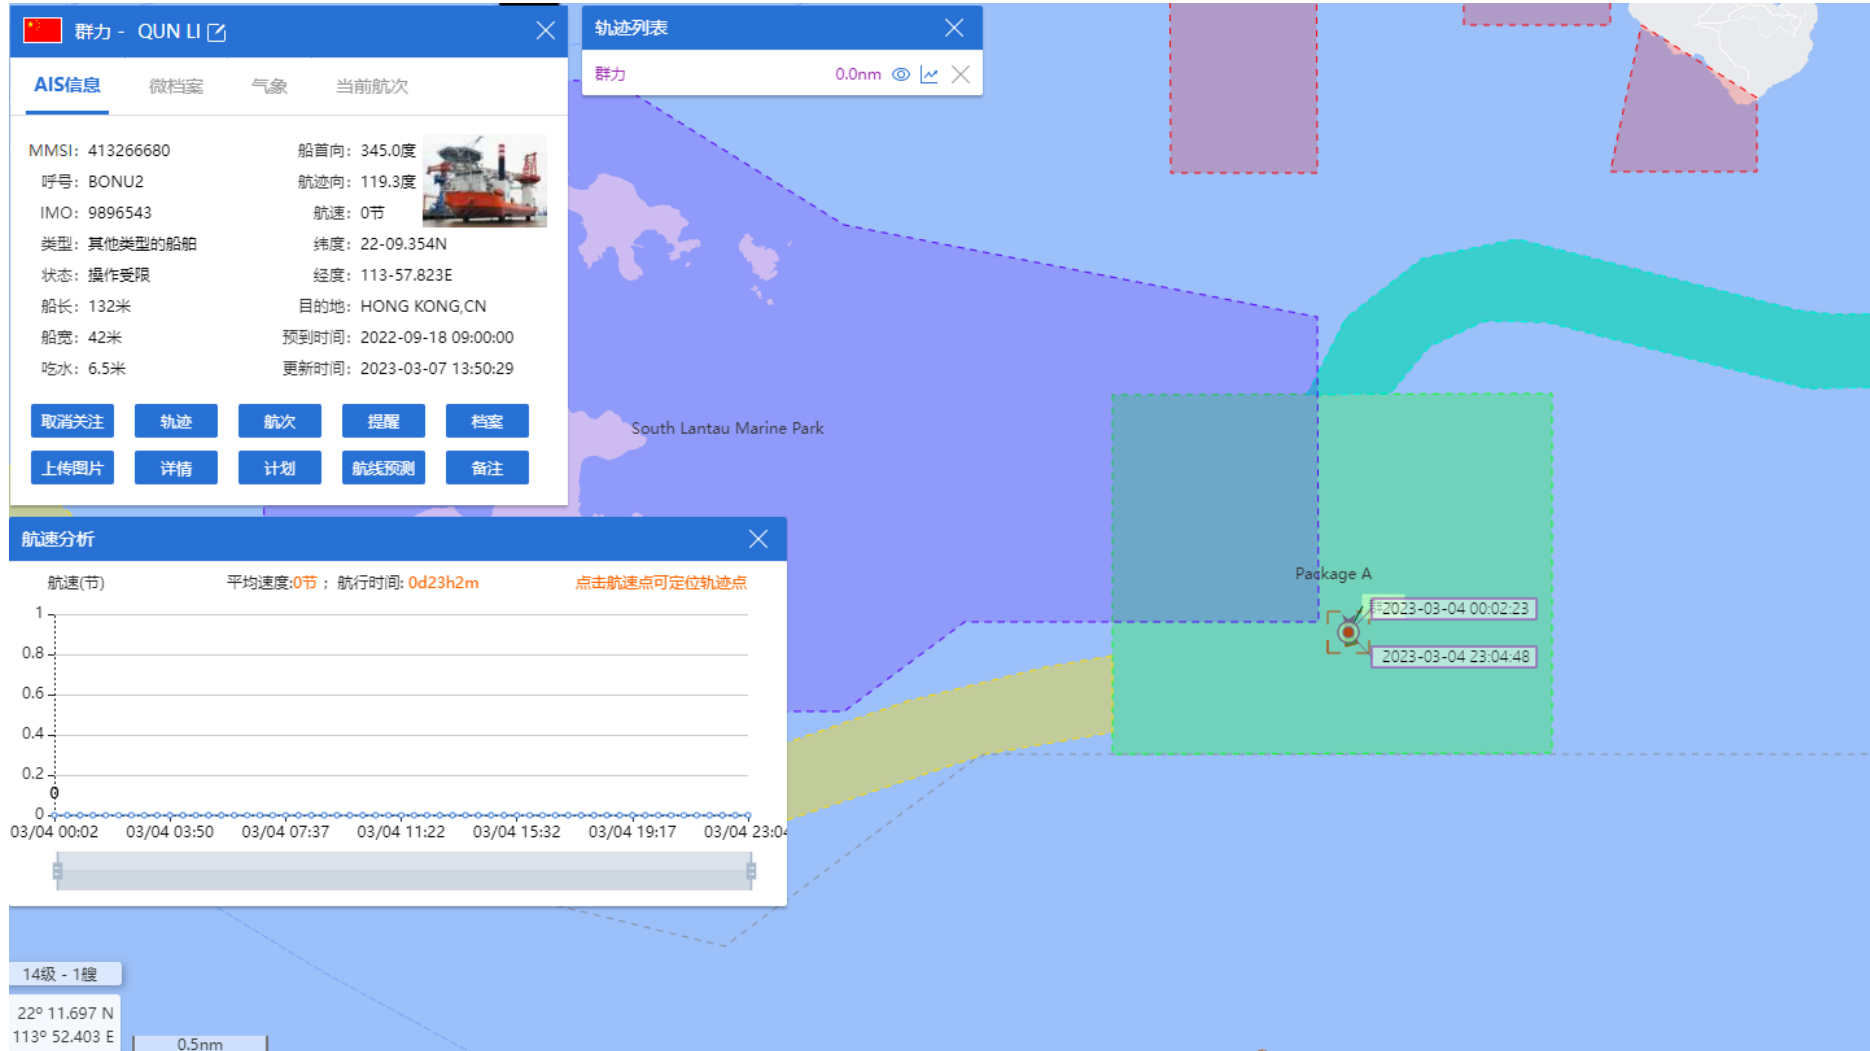 群力 - QUN LI
AIS信息 微档案 气象 当前航次
MMSI: 413266680
呼号: BONU2
IMO: 9896543
类型: 其他类型的船舶
状态: 操作受限
船长: 132米
船宽: 42米
吃水: 6.5米
船首向: 345.0度
航迹向: 119.3度
航速: 0节
纬度: 22-09.354N
经度: 113-57.823E
目的地: HONG KONG,CN
预到时间: 2022-09-18 09:00:00
更新时间: 2023-03-07 13:50:29
取消关注 轨迹 航次 提醒 档案
上传图片 详情 计划 航线预测 备注
轨迹列表
群力 0.0nm
South Lantau Marine Park
Package A
2023-03-04 00:02:23
2023-03-04 23:04:48
航速分析
航速(节) 平均速度:0节 ; 航行时间: 0d23h2m 点击航速点可定位轨迹点
1
0.8
0.6
0.4
0.2
0
0
03/04 00:02 03/04 03:50 03/04 07:37 03/04 11:22 03/04 15:32 03/04 19:17 03/04 23:04
14级 - 1艘
22º 11.697 N
113º 52.403 E
0.5nm